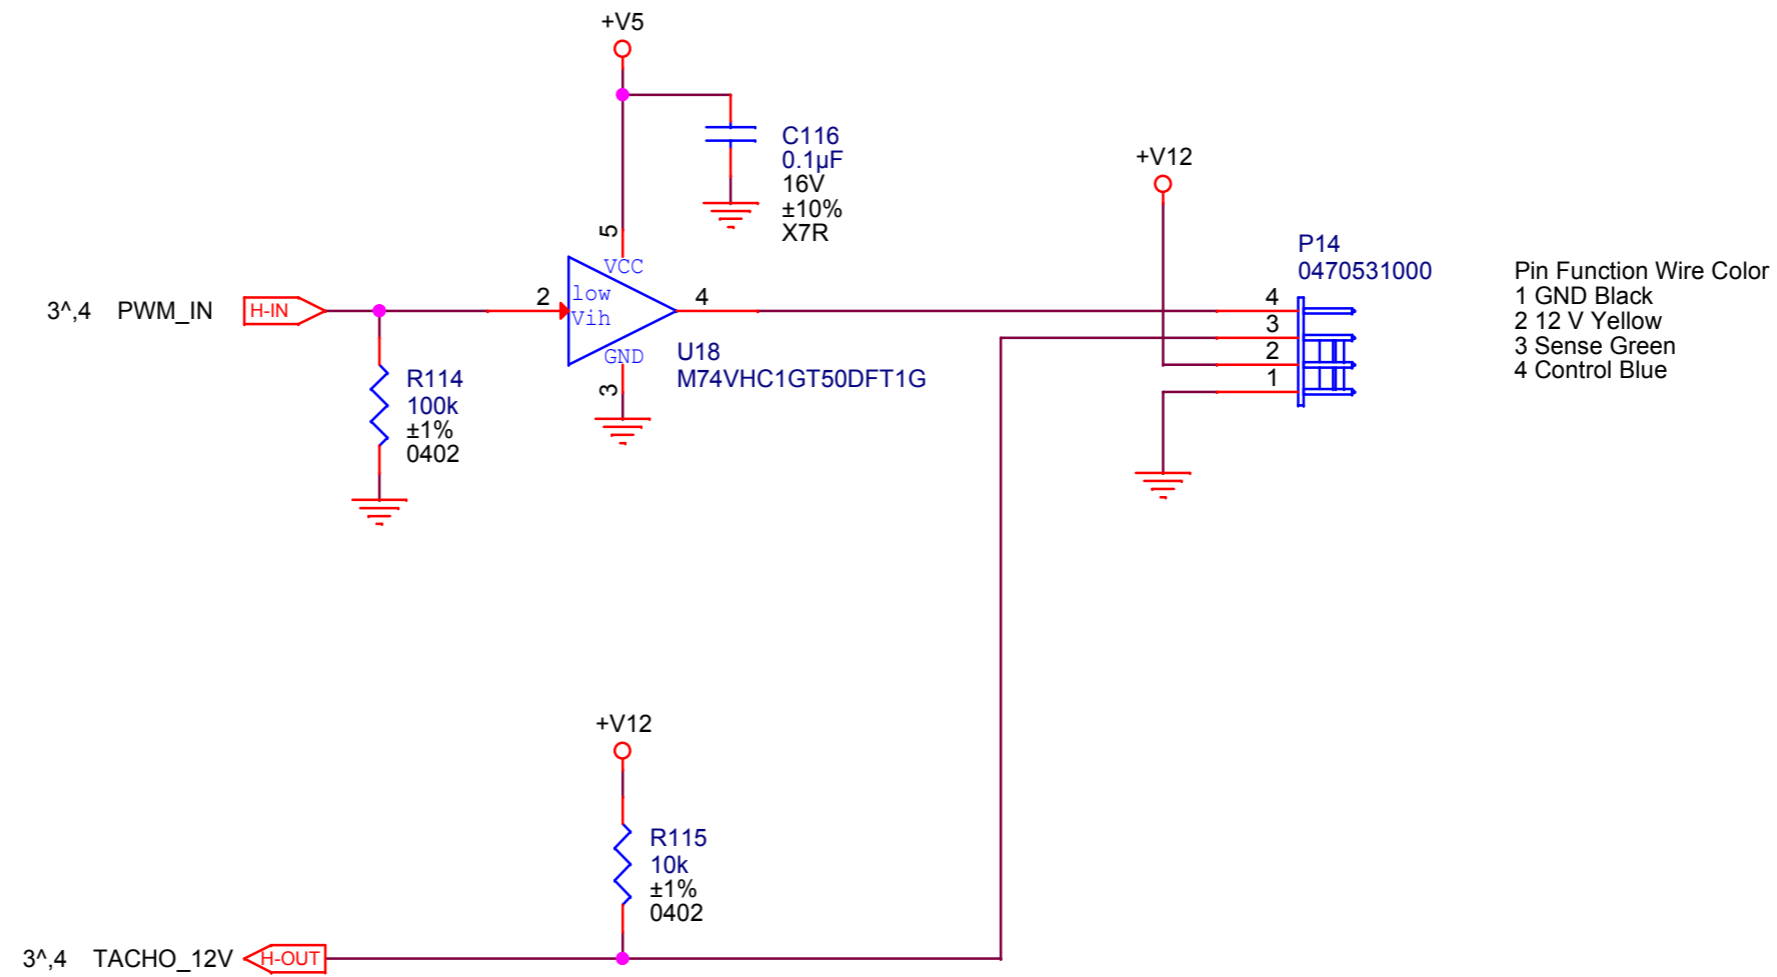 +V5
C116
0.1µF
16V
±10%
X7R
+V12
5
VCC
P14
0470531000
Pin Function Wire Color
1 GND Black
2 12 V Yellow
3 Sense Green
4 Control Blue
3^,4 PWM_IN H-IN
2
low
Vih
4
4
3
2
1
GND
3
U18
M74VHC1GT50DFT1G
R114
100k
±1%
0402
+V12
R115
10k
±1%
0402
3^,4 TACHO_12V H-OUT